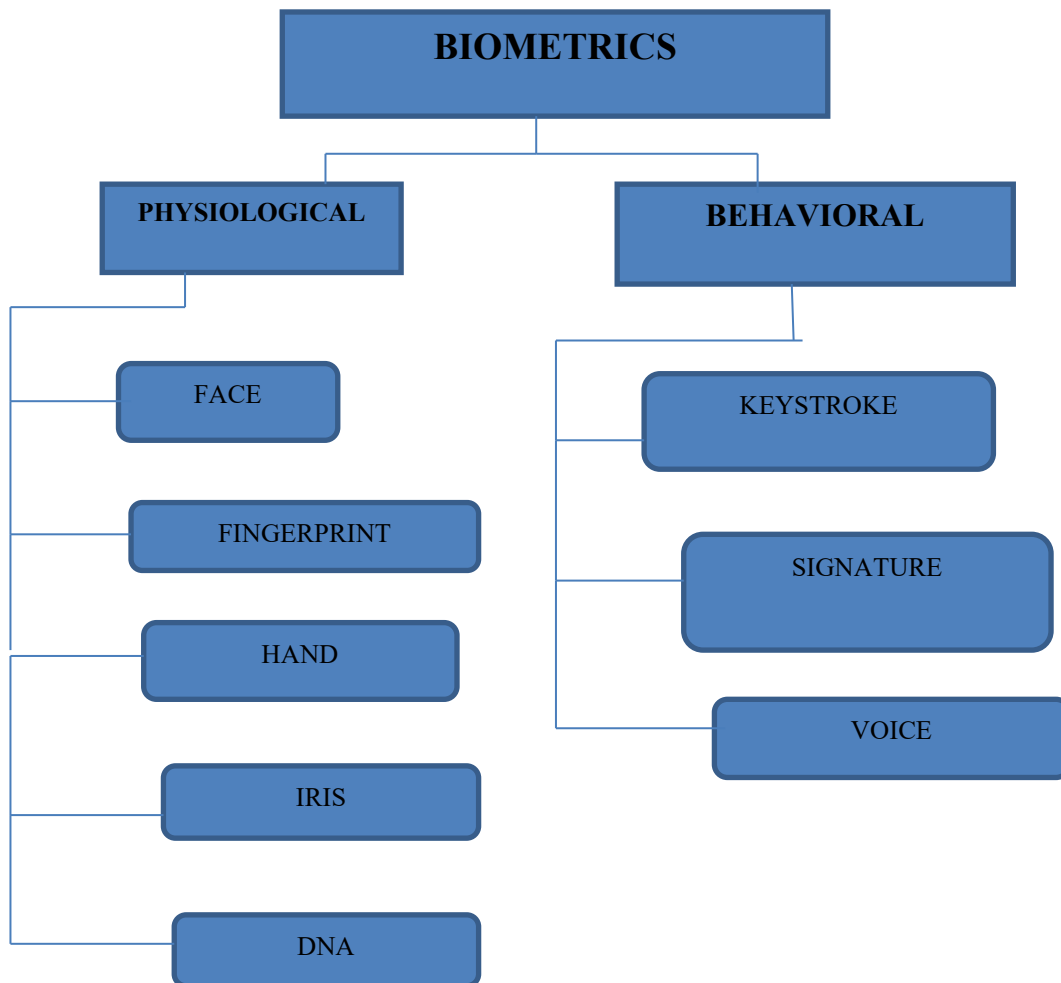 BIOMETRICS
PHYSIOLOGICAL
BEHAVIORAL
FACE
FINGERPRINT
HAND
IRIS
DNA
KEYSTROKE
SIGNATURE
VOICE